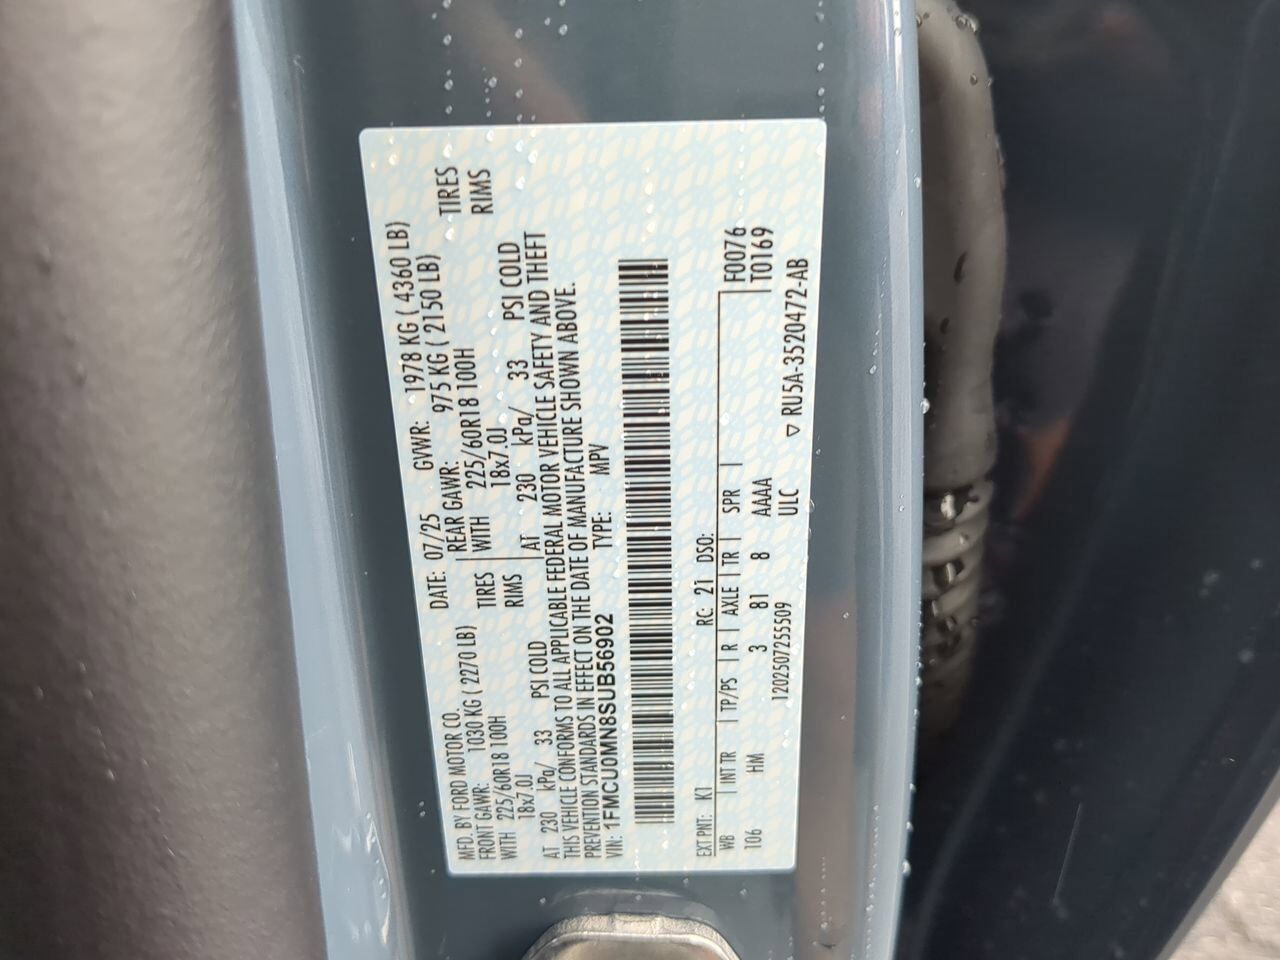 MFD. BY FORD MOTOR CO.
DATE: 07/25 GVWR: 1978 KG ( 4360 LB)
FRONT GAWR: 1030 KG ( 2270 LB)
REAR GAWR: 975 KG ( 2150 LB)
WITH 225/60R18 100H TIRES
WITH 225/60R18 100H TIRES
18x7.0J RIMS
18x7.0J RIMS
AT 230 kPa/ 33 PSI COLD
AT 230 kPa/ 33 PSI COLD
THIS VEHICLE CONFORMS TO ALL APPLICABLE FEDERAL MOTOR VEHICLE SAFETY AND THEFT
PREVENTION STANDARDS IN EFFECT ON THE DATE OF MANUFACTURE SHOWN ABOVE.
VIN: 1FMCU0MN8SUB56902 TYPE: MPV
EXT PNT: K1 RC: 21 DSO:
WB INT TR TP/PS R AXLE TR SPR F0076
106 HM 3 81 8 AAAA T0169
ULC
1202507255509
RU5A-3520472-AB